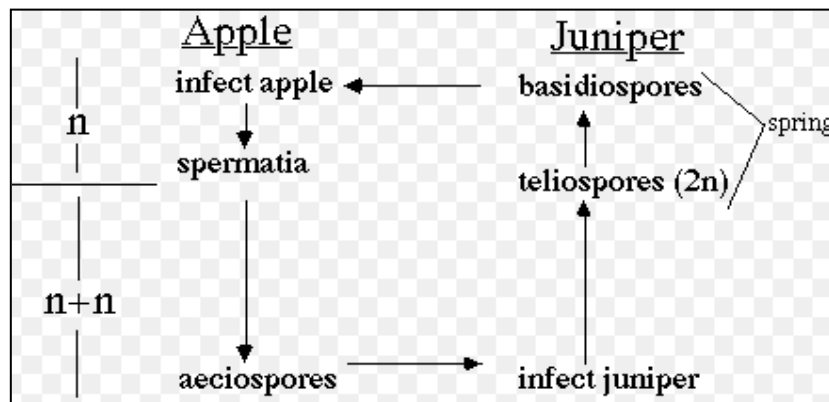 Apple
Juniper
infect apple
basidiospores
n
spring
spermatia
teliospores (2n)
n+n
aeciospores
infect juniper